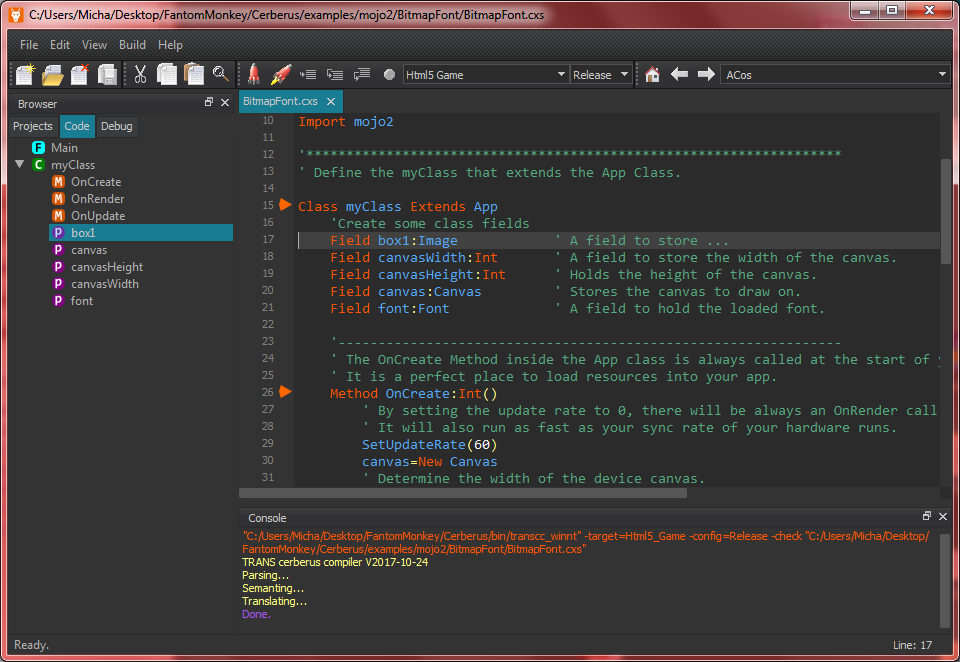 C:/Users/Micha/Desktop/FantomMonkey/Cerberus/examples/mojo2/BitmapFont/BitmapFont.cxs
File Edit View Build Help
Html5 Game Release ACos
Browser
Projects Code Debug
F Main
C myClass
M OnCreate
M OnRender
M OnUpdate
p box1
p canvas
p canvasHeight
p canvasWidth
p font
BitmapFont.cxs
10 Import mojo2
11
12 '*******************************************************************
13 ' Define the myClass that extends the App Class.
14
15 Class myClass Extends App
16 'Create some class fields
17 Field box1:Image ' A field to store ...
18 Field canvasWidth:Int ' A field to store the width of the canvas.
19 Field canvasHeight:Int ' Holds the height of the canvas.
20 Field canvas:Canvas ' Stores the canvas to draw on.
21 Field font:Font ' A field to hold the loaded font.
22
23 '---------------------------------------------------------------
24 ' The OnCreate Method inside the App class is always called at the start of
25 ' It is a perfect place to load resources into your app.
26 Method OnCreate:Int()
27 ' By setting the update rate to 0, there will be always an OnRender call
28 ' It will also run as fast as your sync rate of your hardware runs.
29 SetUpdateRate(60)
30 canvas=New Canvas
31 ' Determine the width of the device canvas.
Console
"C:/Users/Micha/Desktop/FantomMonkey/Cerberus/bin/transcc_winnt" -target=Html5_Game -config=Release -check "C:/Users/Micha/Desktop/
FantomMonkey/Cerberus/examples/mojo2/BitmapFont/BitmapFont.cxs"
TRANS cerberus compiler V2017-10-24
Parsing...
Semanting...
Translating...
Done.
Ready. Line: 17